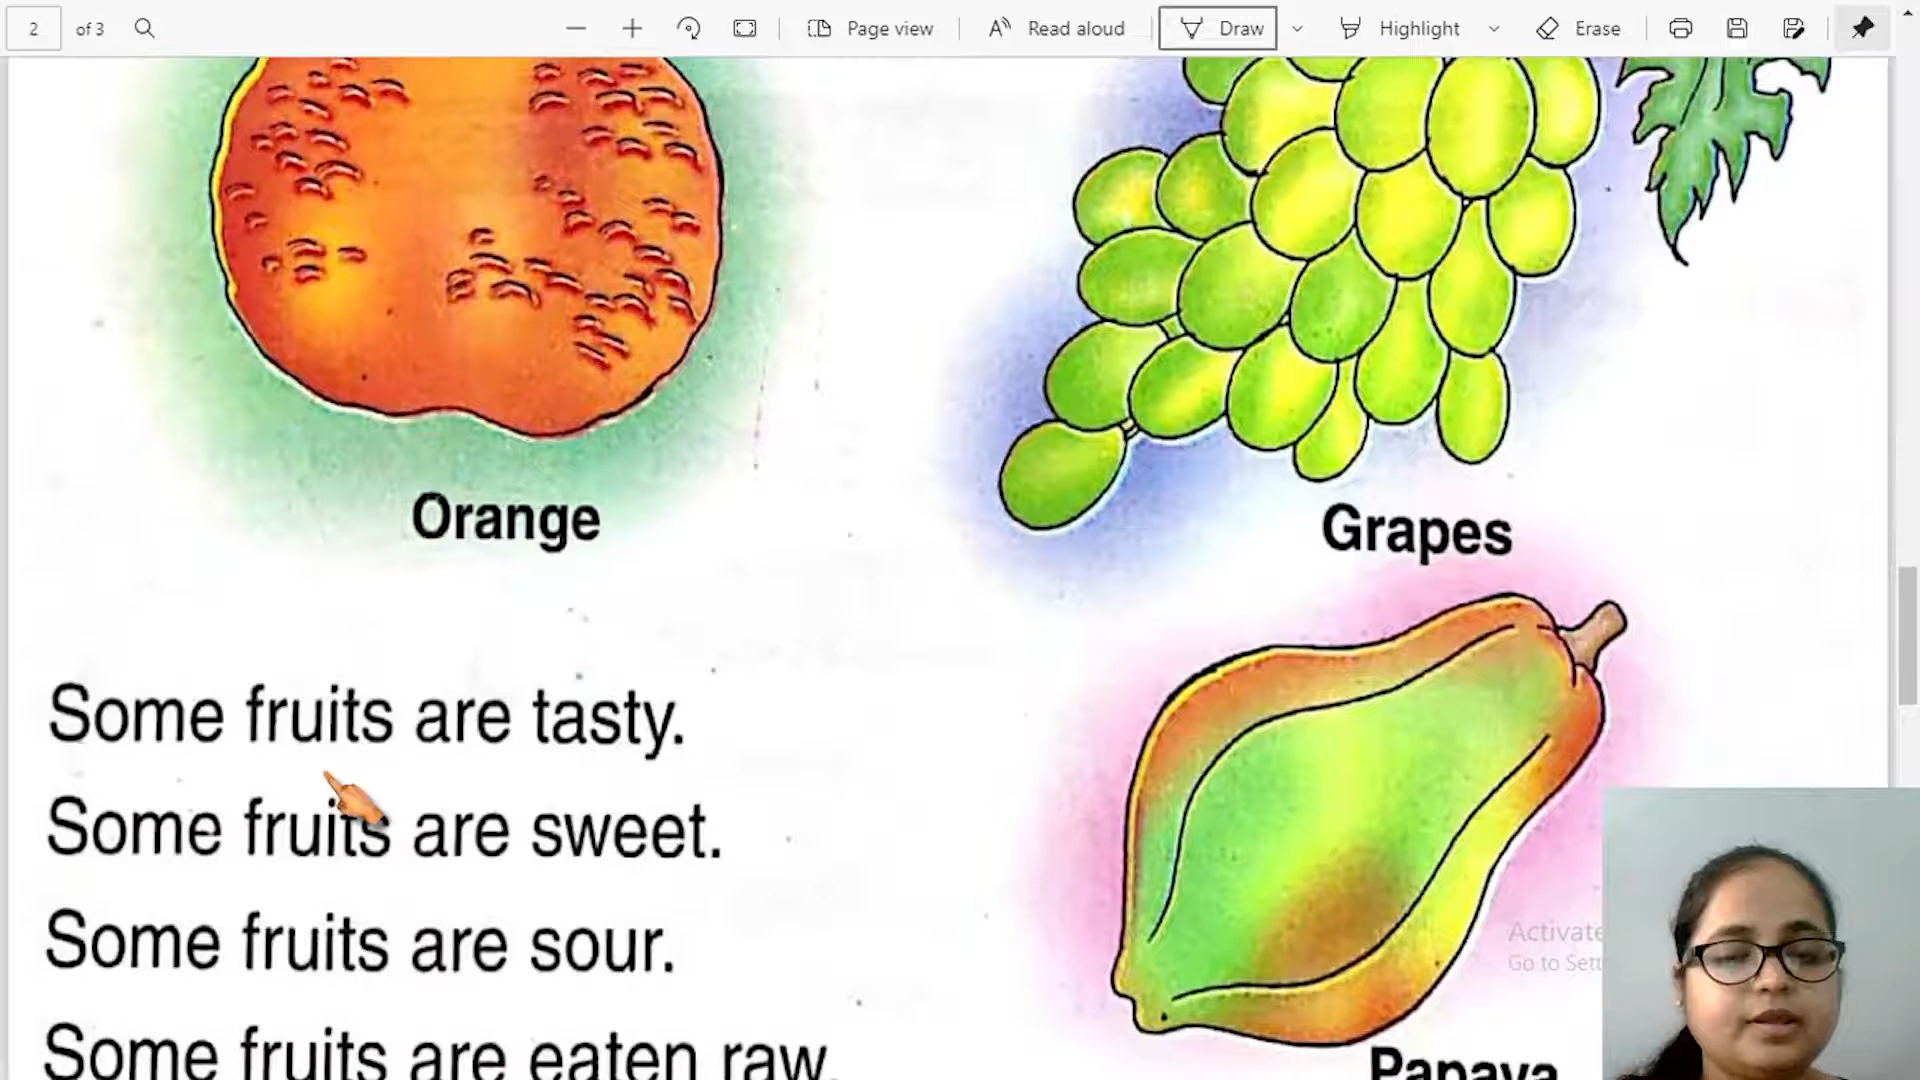 2 of 3 Page view Read aloud Draw Highlight Erase
Orange
Grapes
Some fruits are tasty.
Some fruits are sweet.
Some fruits are sour.
Some fruits are eaten raw.
Papaya
Activate
Go to Sett